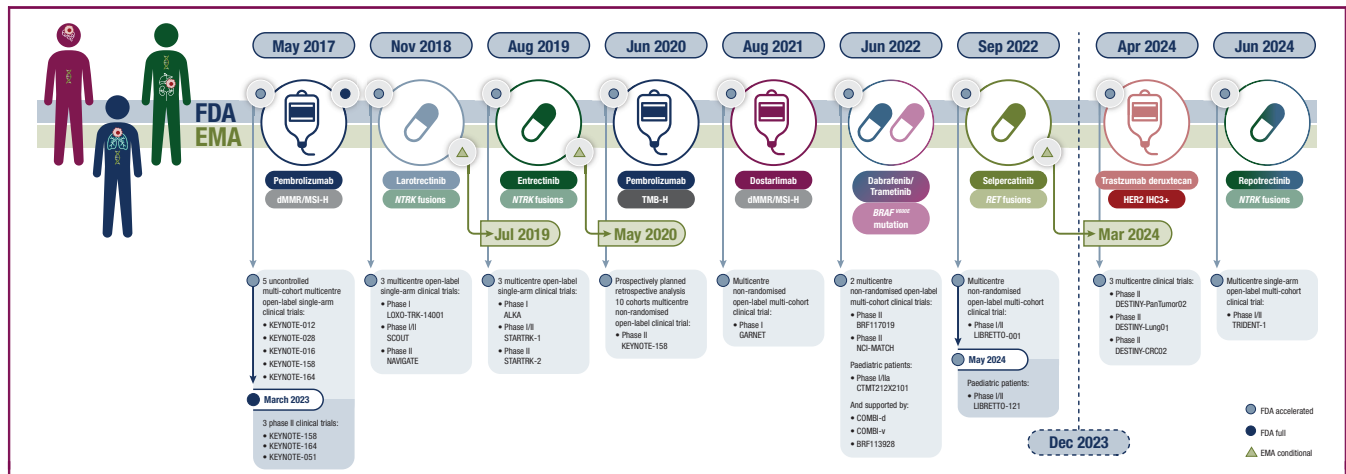 May 2017
Nov 2018
Aug 2019
Jun 2020
Aug 2021
Jun 2022
Sep 2022
Apr 2024
Jun 2024
FDA
EMA
Pembrolizumab
dMMR/MSI-H
Larotrectinib
NTRK fusions
Entrectinib
NTRK fusions
Pembrolizumab
TMB-H
Dostarlimab
dMMR/MSI-H
Dabrafenib/
Trametinib
BRAF V600E
mutation
Selpercatinib
RET fusions
Trastzumab deruxtecan
HER2 IHC3+
Repotrectinib
NTRK fusions
Jul 2019
May 2020
Mar 2024
5 uncontrolled
multi-cohort multicentre
open-label single-arm
clinical trials:
• KEYNOTE-012
• KEYNOTE-028
• KEYNOTE-016
• KEYNOTE-158
• KEYNOTE-164
March 2023
3 phase II clinical trials:
• KEYNOTE-158
• KEYNOTE-164
• KEYNOTE-051
3 multicentre open-label
single-arm clinical trials:
• Phase I
LOXO-TRK-14001
• Phase I/II
SCOUT
• Phase II
NAVIGATE
3 multicentre open-label
single-arm clinical trials:
• Phase I
ALKA
• Phase I/II
STARTRK-1
• Phase II
STARTRK-2
Prospectively planned
retrospective analysis
10 cohorts multicentre
non-randomised
open-label clinical trial:
• Phase II
KEYNOTE-158
Multicentre
non-randomised
open-label multi-cohort
clinical trial:
• Phase I
GARNET
2 multicentre
non-randomised open-label
multi-cohort clinical trials:
• Phase II
BRF117019
• Phase II
NCI-MATCH
Paediatric patients:
• Phase I/IIa
CTMT212X2101
And supported by:
• COMBI-d
• COMBI-v
• BRF113928
Multicentre
non-randomised
open-label multi-cohort
clinical trial:
• Phase I/II
LIBRETTO-001
May 2024
Paediatric patients:
• Phase I/II
LIBRETTO-121
Dec 2023
3 multicentre clinical trials:
• Phase II
DESTINY-PanTumor02
• Phase II
DESTINY-Lung01
• Phase II
DESTINY-CRC02
Multicentre single-arm
open-label multi-cohort
clinical trial:
• Phase I/II
TRIDENT-1
FDA accelerated
FDA full
EMA conditional